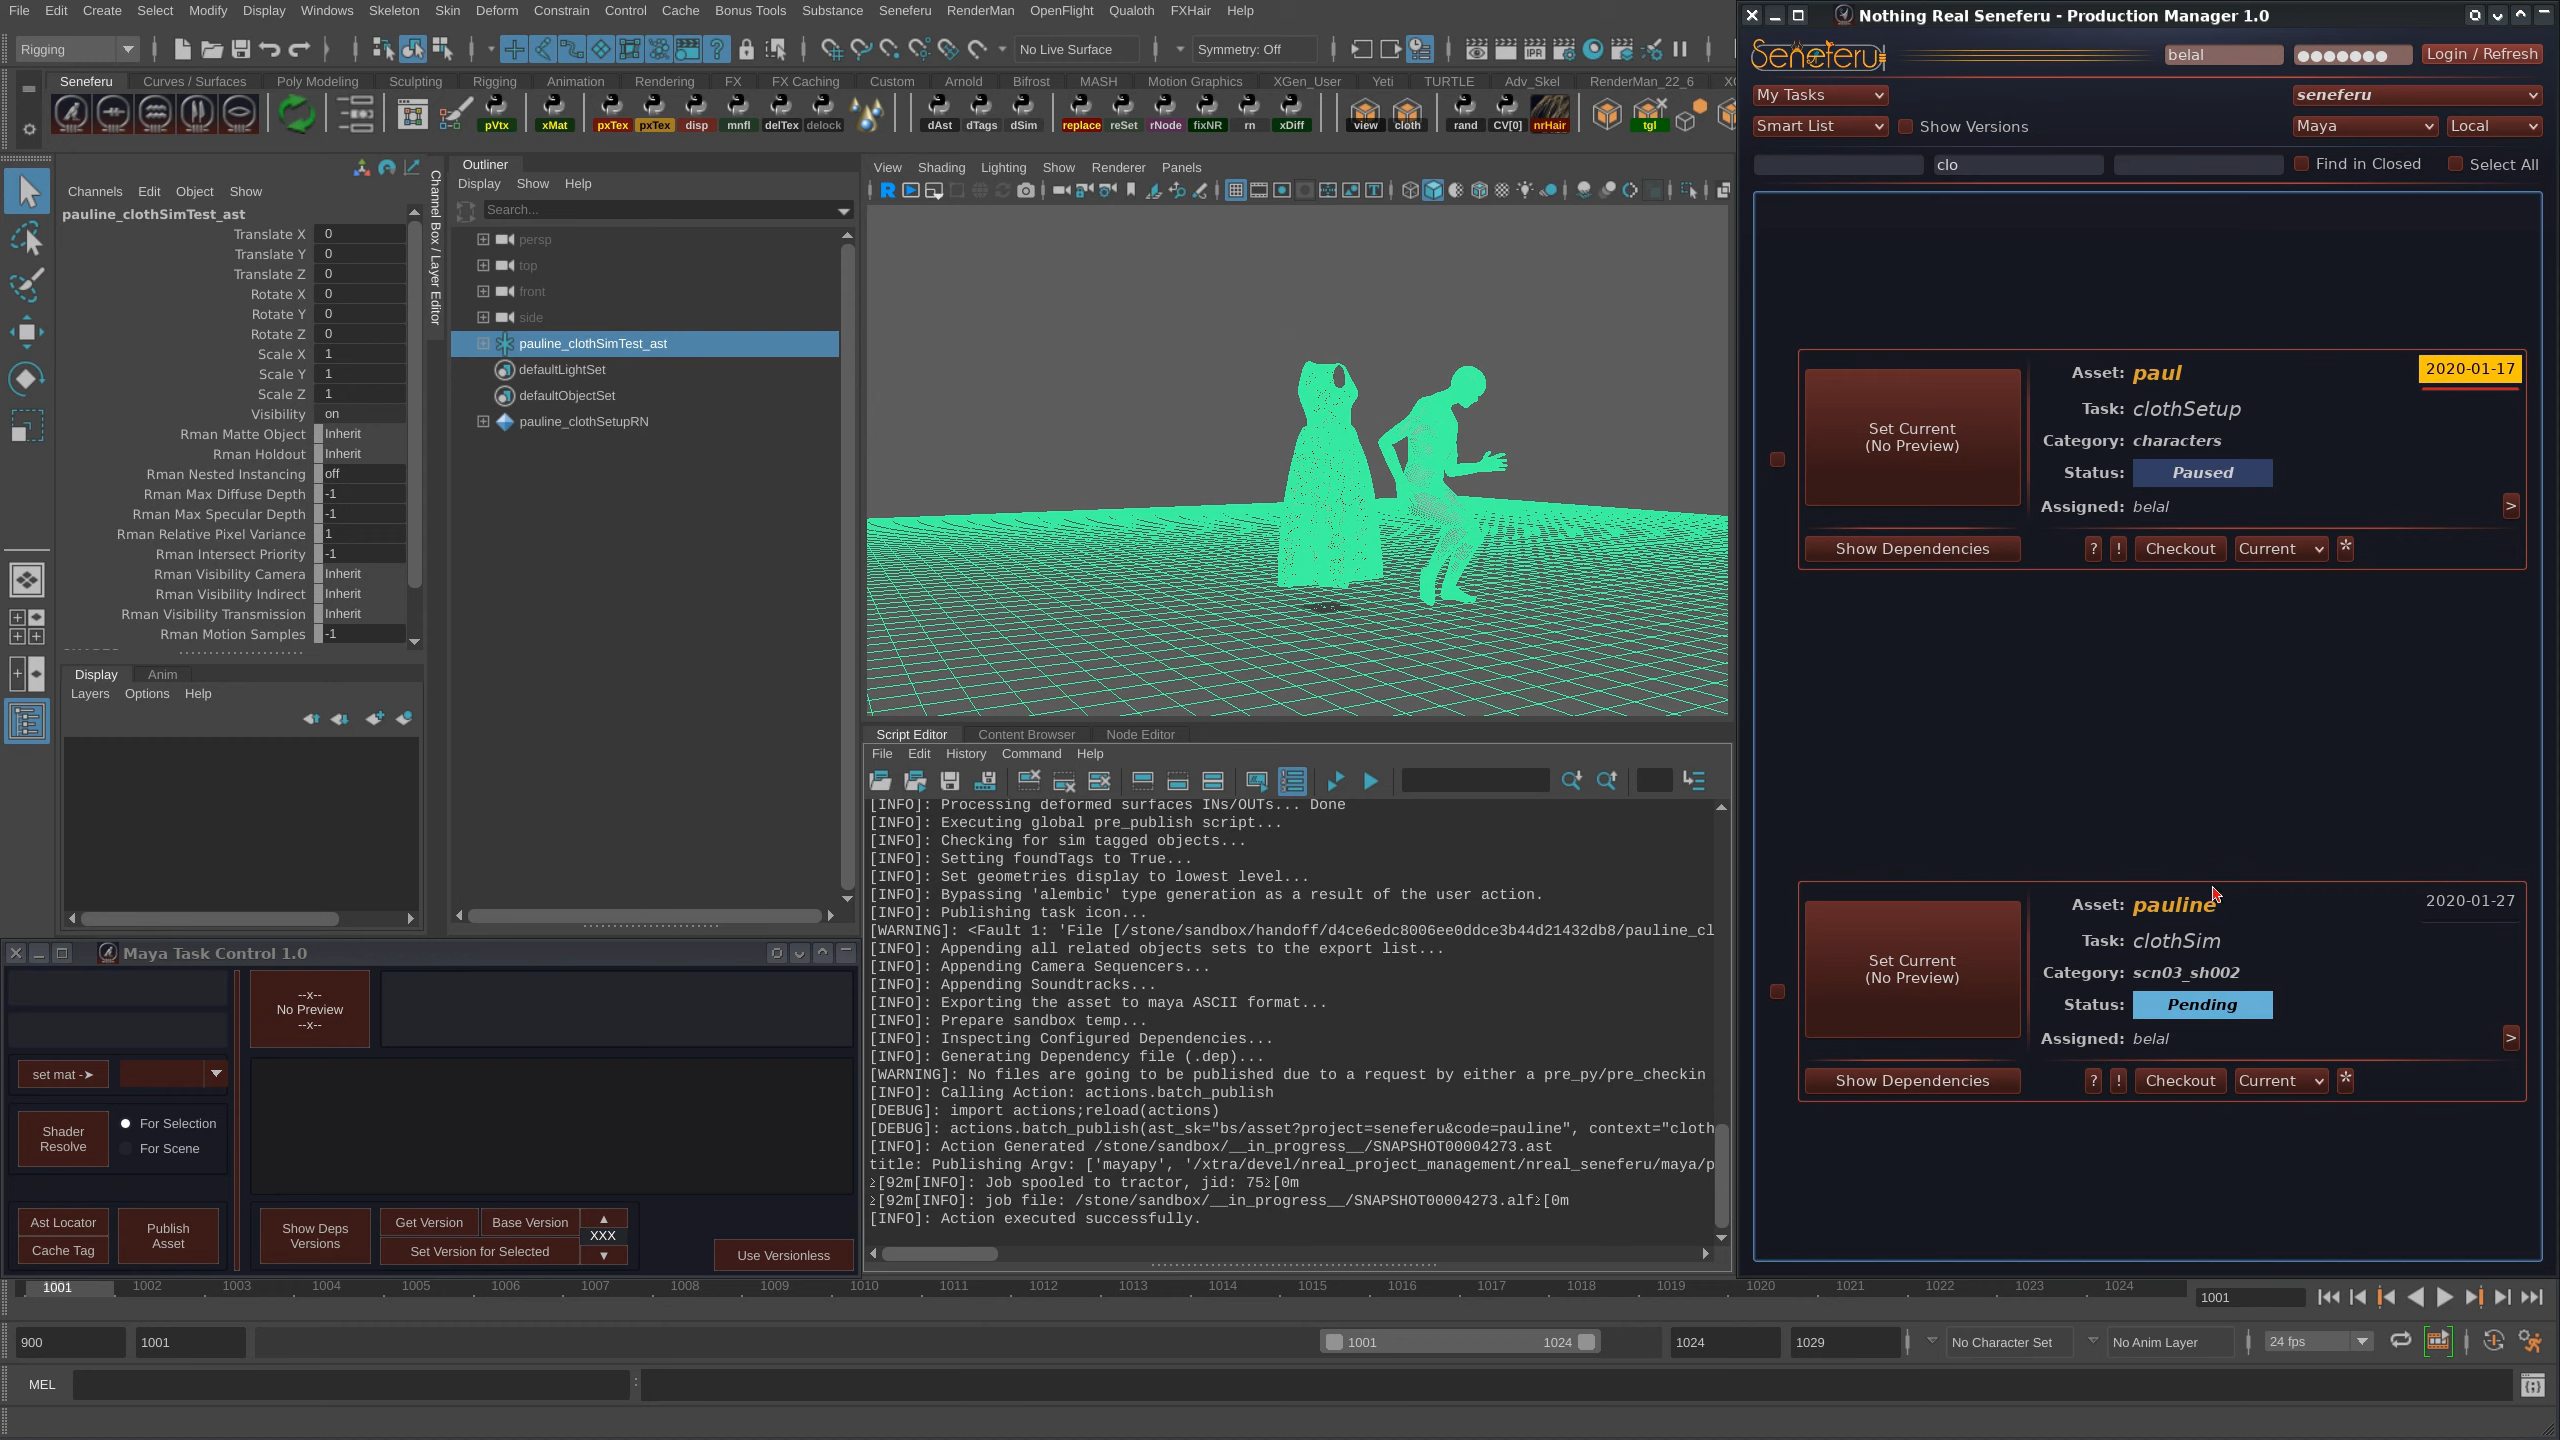 File Edit Create Select Modify Display Windows Skeleton Skin Deform Constrain Control Cache Bonus Tools Substance Seneferu RenderMan OpenFlight Qualoth FXHair Help
Rigging
No Live Surface
Symmetry: Off
Seneferu Curves / Surfaces Poly Modeling Sculpting Rigging Animation Rendering FX FX Caching Custom Arnold Bifrost MASH Motion Graphics XGen_User Yeti TURTLE Adv_Skel RenderMan_22_6
pVtx xMat pxTex pxTex disp mnfl delTex delock dAst dTags dSim replace reSet rNode fixNR rn xDiff view cloth rand CV[0] nrHair tgl
Channels Edit Object Show
pauline_clothSimTest_ast
Translate X 0
Translate Y 0
Translate Z 0
Rotate X 0
Rotate Y 0
Rotate Z 0
Scale X 1
Scale Y 1
Scale Z 1
Visibility on
Rman Matte Object Inherit
Rman Holdout Inherit
Rman Nested Instancing off
Rman Max Diffuse Depth -1
Rman Max Specular Depth -1
Rman Relative Pixel Variance 1
Rman Intersect Priority -1
Rman Visibility Camera Inherit
Rman Visibility Indirect Inherit
Rman Visibility Transmission Inherit
Rman Motion Samples -1
Channel Box / Layer Editor
Display Anim
Layers Options Help
Outliner
Display Show Help
Search...
persp
top
front
side
pauline_clothSimTest_ast
defaultLightSet
defaultObjectSet
pauline_clothSetupRN
View Shading Lighting Show Renderer Panels
IPR
Script Editor Content Browser Node Editor
File Edit History Command Help
[INFO]: Processing deformed surfaces INs/OUTs... Done
[INFO]: Executing global pre_publish script...
[INFO]: Checking for sim tagged objects...
[INFO]: Setting foundTags to True...
[INFO]: Set geometries display to lowest level...
[INFO]: Bypassing 'alembic' type generation as a result of the user action.
[INFO]: Publishing task icon...
[WARNING]: <Fault 1: 'File [/stone/sandbox/handoff/d4ce6edc8006ee0ddce3b44d21432db8/pauline_cl
[INFO]: Appending all related objects sets to the export list...
[INFO]: Appending Camera Sequencers...
[INFO]: Appending Soundtracks...
[INFO]: Exporting the asset to maya ASCII format...
[INFO]: Prepare sandbox temp...
[INFO]: Inspecting Configured Dependencies...
[INFO]: Generating Dependency file (.dep)...
[WARNING]: No files are going to be published due to a request by either a pre_py/pre_checkin
[INFO]: Calling Action: actions.batch_publish
[DEBUG]: import actions;reload(actions)
[DEBUG]: actions.batch_publish(ast_sk="bs/asset?project=seneferu&code=pauline", context="cloth
[INFO]: Action Generated /stone/sandbox/__in_progress__/SNAPSHOT00004273.ast
title: Publishing Argv: ['mayapy', '/xtra/devel/nreal_project_management/nreal_seneferu/maya/p
[92m[INFO]: Job spooled to tractor, jid: 75[0m
[92m[INFO]: job file: /stone/sandbox/__in_progress__/SNAPSHOT00004273.alf[0m
[INFO]: Action executed successfully.
Maya Task Control 1.0
--x--
No Preview
--x--
set mat ->
Shader Resolve
For Selection
For Scene
Ast Locator
Cache Tag
Publish Asset
Show Deps Versions
Get Version
Base Version
Set Version for Selected
XXX
Use Versionless
Nothing Real Seneferu - Production Manager 1.0
Seneferu
belal
Login / Refresh
My Tasks
seneferu
Smart List
Show Versions
Maya
Local
clo
Find in Closed
Select All
Set Current
(No Preview)
Asset: paul
2020-01-17
Task: clothSetup
Category: characters
Status: Paused
Assigned: belal
>
Show Dependencies ? ! Checkout Current *
Set Current
(No Preview)
Asset: pauline
2020-01-27
Task: clothSim
Category: scn03_sh002
Status: Pending
Assigned: belal
>
Show Dependencies ? ! Checkout Current *
1001 1002 1003 1004 1005 1006 1007 1008 1009 1010 1011 1012 1013 1014 1015 1016 1017 1018 1019 1020 1021 1022 1023 1024
1001
900 1001 1001 1024 1024 1029 No Character Set No Anim Layer 24 fps
MEL :